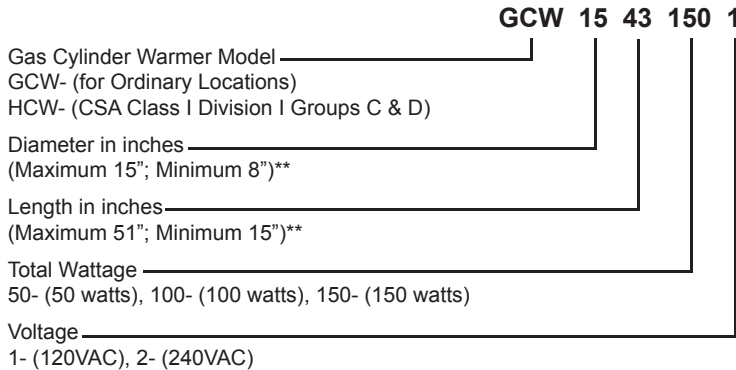 GCW 15 43 150 1
Gas Cylinder Warmer Model
GCW- (for Ordinary Locations)
HCW- (CSA Class I Division I Groups C & D)
Diameter in inches
(Maximum 15”; Minimum 8”)**
Length in inches
(Maximum 51”; Minimum 15”)**
Total Wattage
50- (50 watts), 100- (100 watts), 150- (150 watts)
Voltage
1- (120VAC), 2- (240VAC)